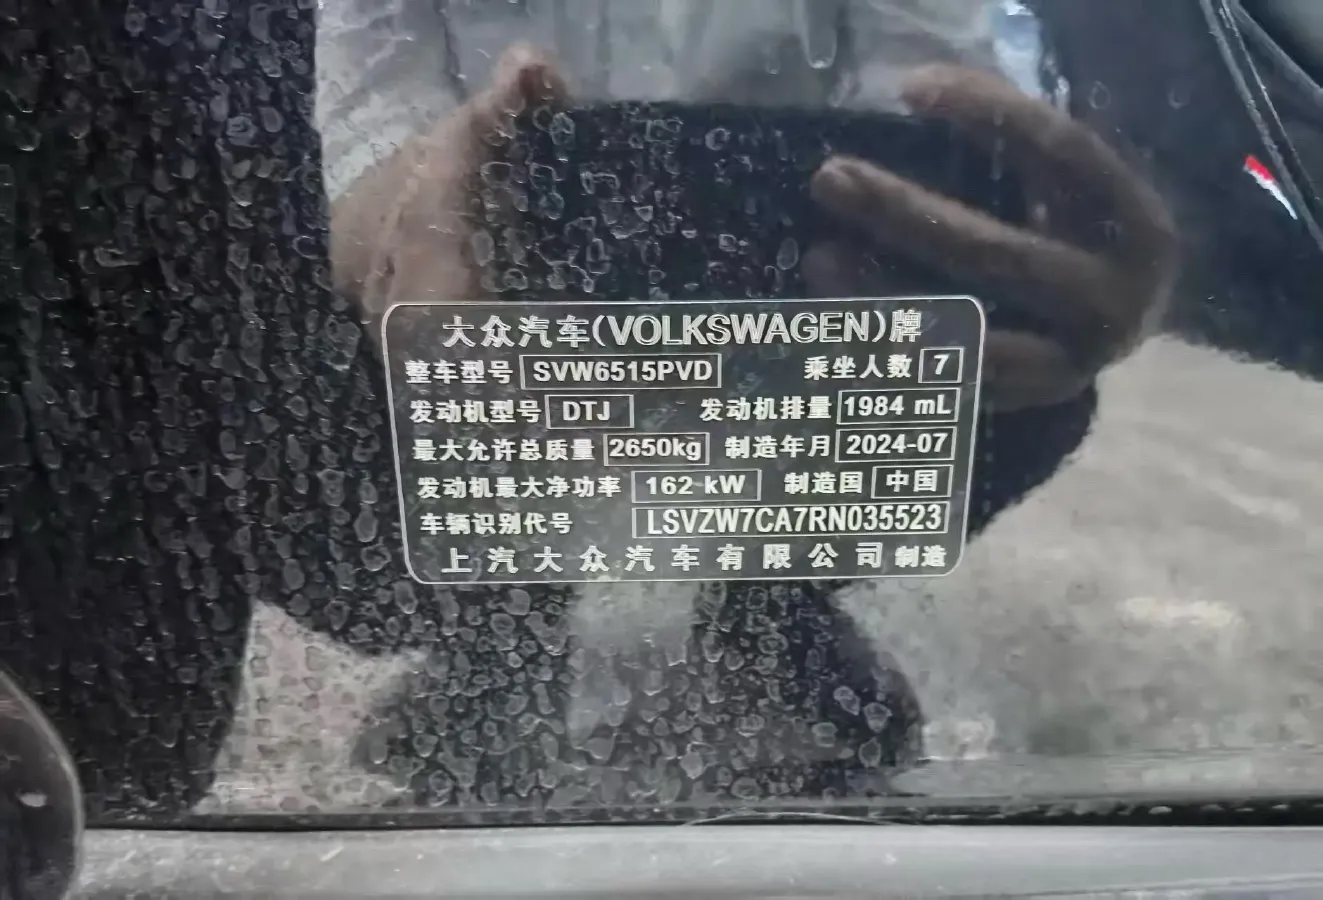 大众汽车(VOLKSWAGEN)牌
整车型号 SVW6515PVD 乘坐人数 7
发动机型号 DTJ 发动机排量 1984 mL
最大允许总质量 2650kg 制造年月 2024-07
发动机最大净功率 162 kW 制造国 中国
车辆识别代号 LSVZW7CA7RN035523
上汽大众汽车有限公司 制造